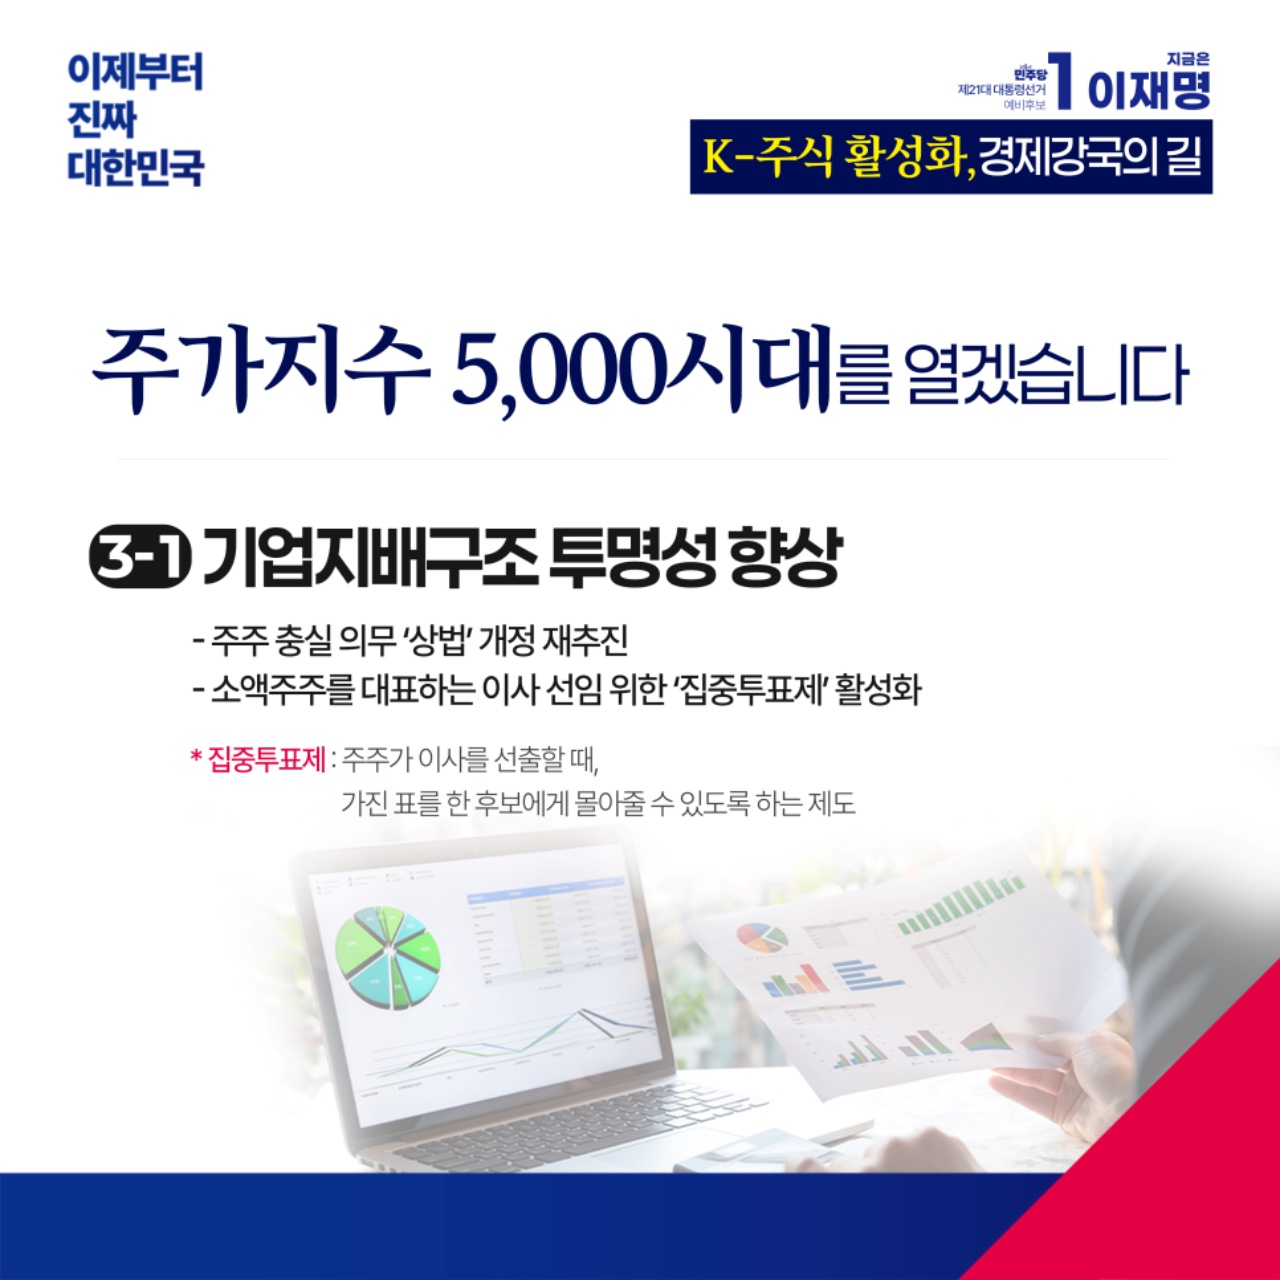 이제부터
진짜
대한민국
민주당
제21대 대통령선거
예비후보
1
지금은
이재명
K-주식 활성화, 경제강국의 길
주가지수 5,000시대를 열겠습니다
3-1 기업지배구조 투명성 향상
- 주주 충실 의무 ‘상법’ 개정 재추진
- 소액주주를 대표하는 이사 선임 위한 ‘집중투표제’ 활성화
* 집중투표제 : 주주가 이사를 선출할 때,
가진 표를 한 후보에게 몰아줄 수 있도록 하는 제도